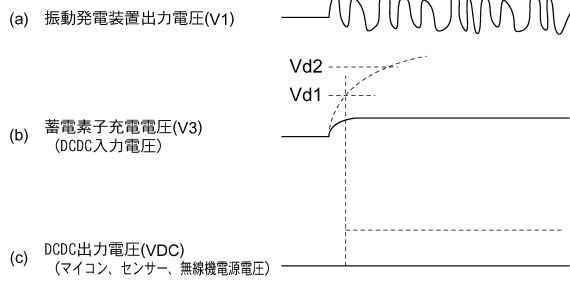 (a) 振動発電装置出力電圧(V1)
Vd2
Vd1
(b) 蓄電素子充電電圧(V3)
（DCDC入力電圧）
(c) DCDC出力電圧(VDC)
（マイコン、センサー、無線機電源電圧）